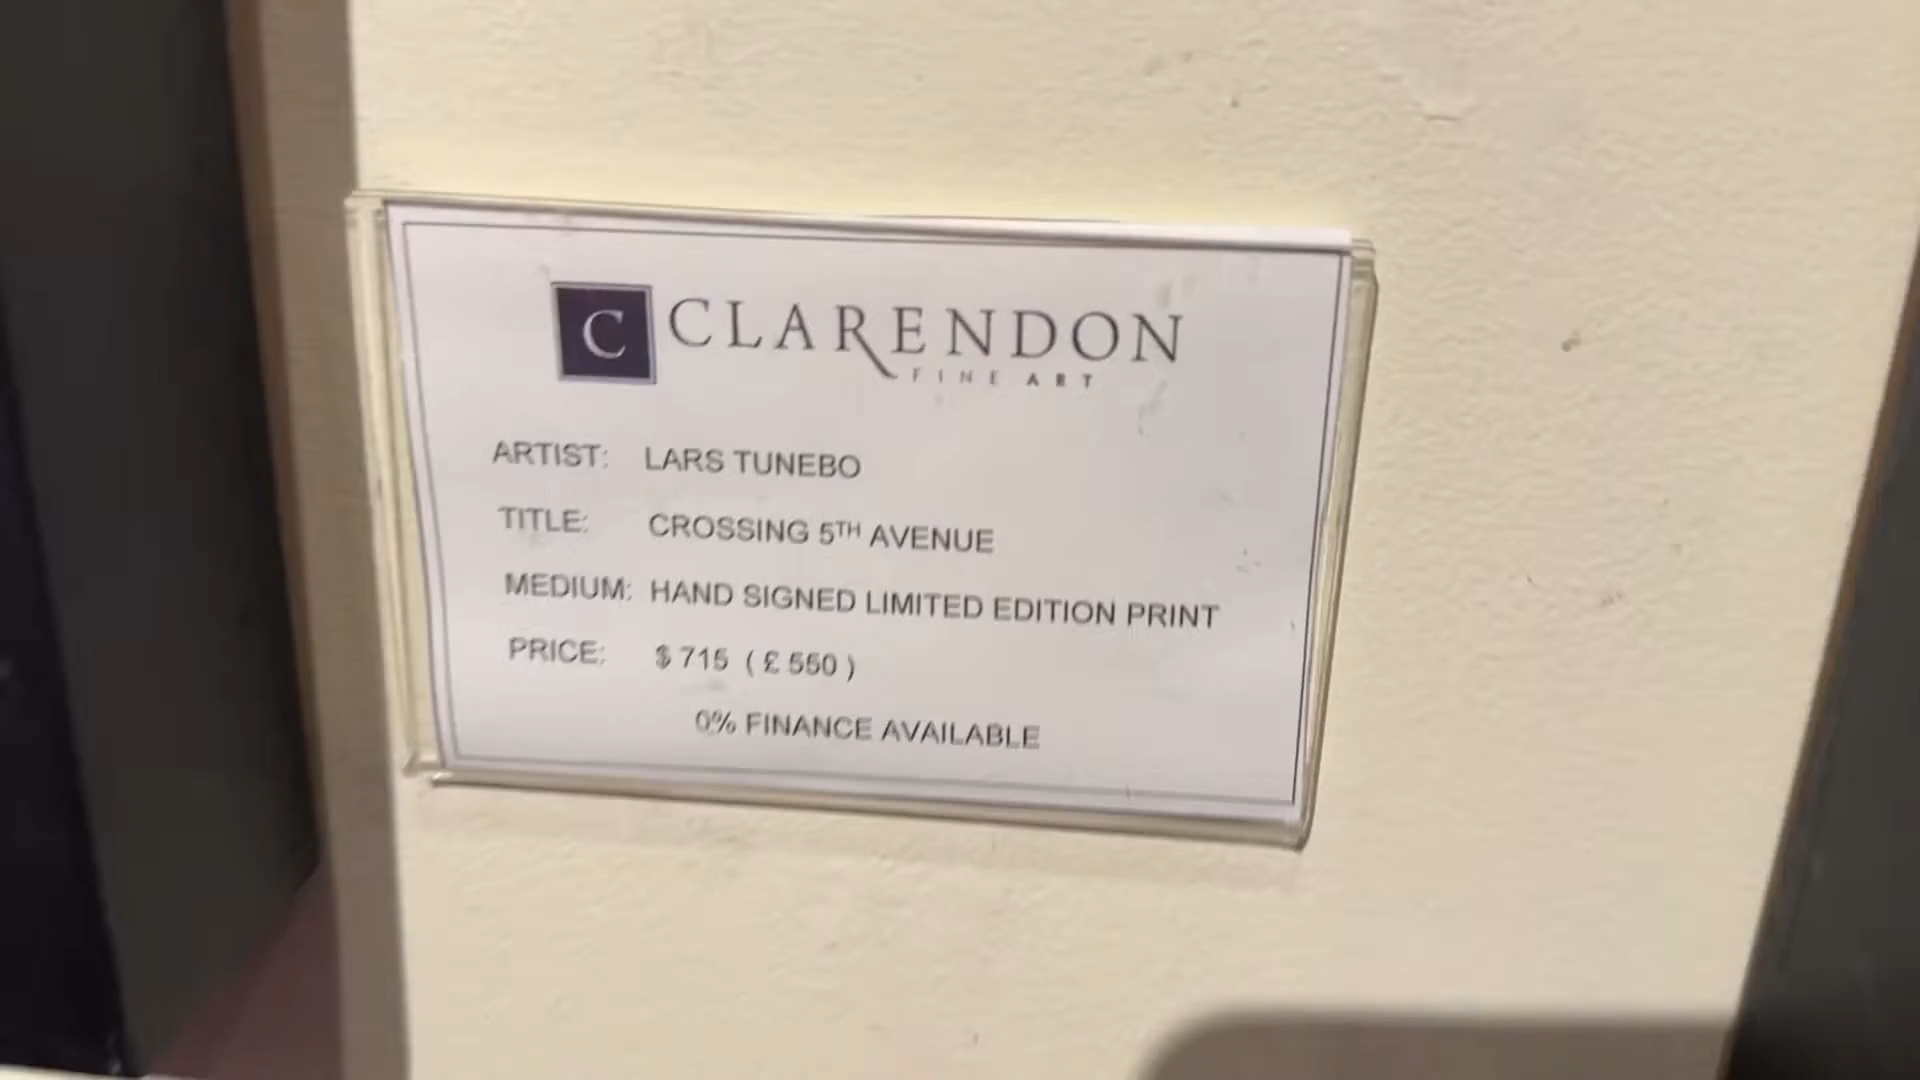 C CLARENDON
FINE ART
ARTIST: LARS TUNEBO
TITLE: CROSSING 5TH AVENUE
MEDIUM: HAND SIGNED LIMITED EDITION PRINT
PRICE: $ 715 ( £ 550 )
0% FINANCE AVAILABLE